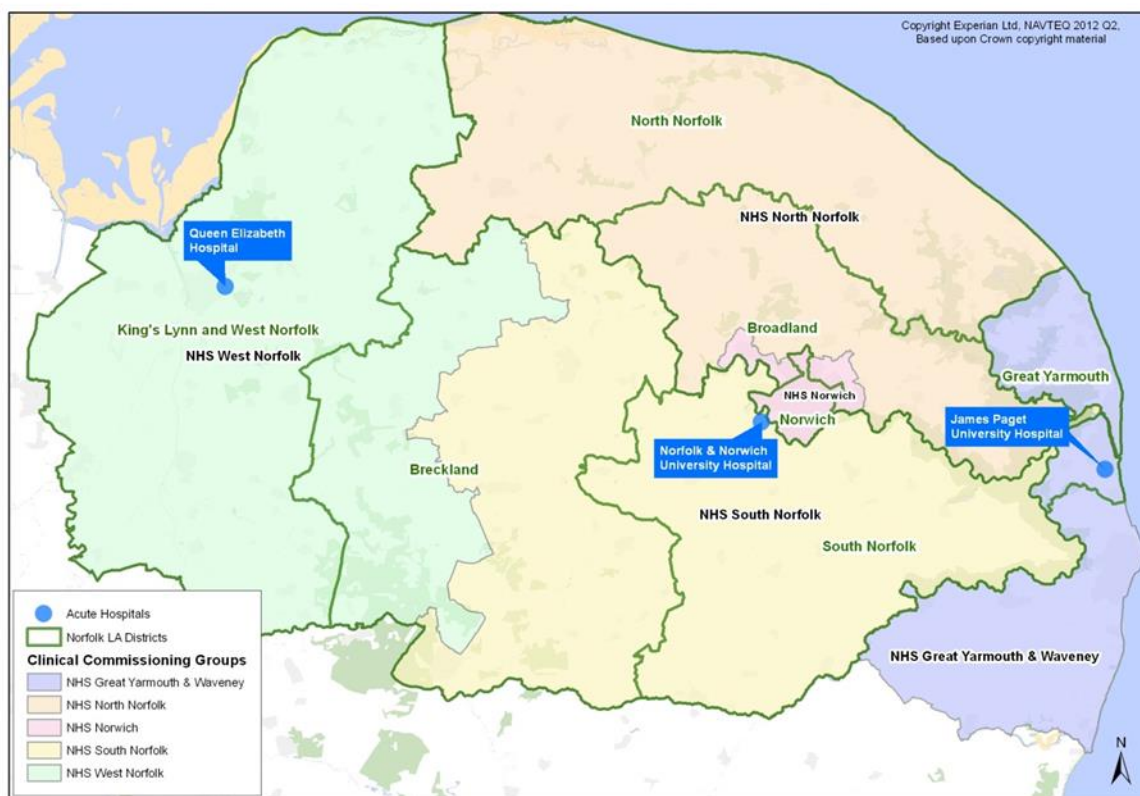 Copyright Experian Ltd, NAVTEQ 2012 Q2,
Based upon Crown copyright material
North Norfolk
NHS North Norfolk
Queen Elizabeth
Hospital
King's Lynn and West Norfolk
NHS West Norfolk
Broadland
Great Yarmouth
NHS Norwich
Norwich
James Paget
University Hospital
Norfolk & Norwich
University Hospital
Breckland
NHS South Norfolk
South Norfolk
NHS Great Yarmouth & Waveney
Acute Hospitals
Norfolk LA Districts
Clinical Commissioning Groups
NHS Great Yarmouth & Waveney
NHS North Norfolk
NHS Norwich
NHS South Norfolk
NHS West Norfolk
N